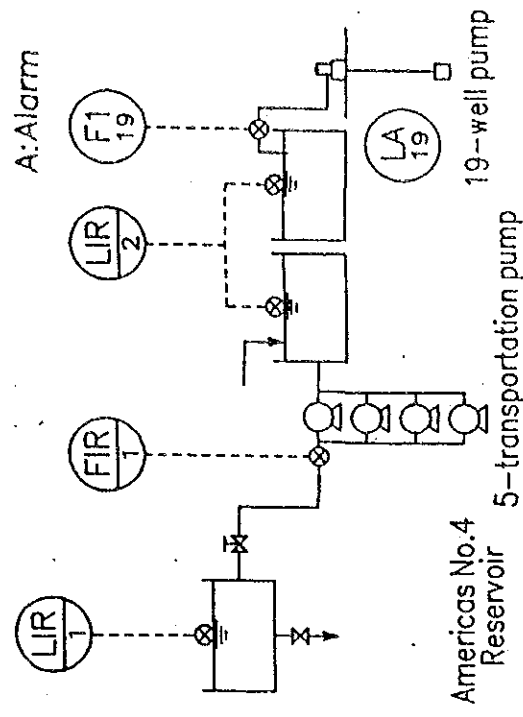 A:Alarm
LIR
1
FIR
1
LIR
2
F1
19
LA
19
Americas No.4
Reservoir
5-transportation pump
19-well pump